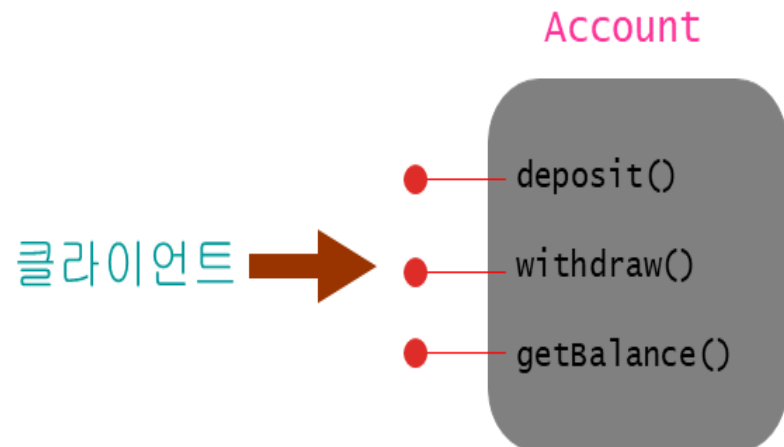 Account
deposit()
클라이언트
withdraw()
getBalance()